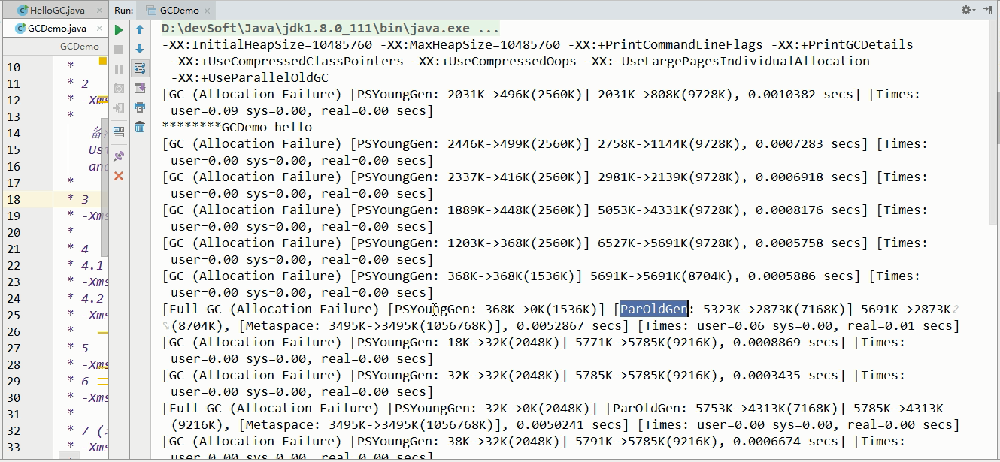 HelloGC.java
Run:
GCDemo
GCDemo.java
GCDemo
10 *
11 * 2
12 * -Xms
13 *
14
15 Us
16 and
17 *
18 * 3
19 * -Xms
20 *
21 * 4
22 * 4.1
23 * -Xms
24 * 4.2
25 * -Xms
26 *
27 * 5
28 * -Xms
29 * 6
30 * -Xms
31 *
32 * 7 (
33 * -Xms
D:\devSoft\Java\jdk1.8.0_111\bin\java.exe ...
-XX:InitialHeapSize=10485760 -XX:MaxHeapSize=10485760 -XX:+PrintCommandLineFlags -XX:+PrintGCDetails
-XX:+UseCompressedClassPointers -XX:+UseCompressedOops -XX:-UseLargePagesIndividualAllocation
-XX:+UseParallelOldGC
[GC (Allocation Failure) [PSYoungGen: 2031K->496K(2560K)] 2031K->808K(9728K), 0.0010382 secs] [Times:
user=0.09 sys=0.00, real=0.00 secs]
********GCDemo hello
[GC (Allocation Failure) [PSYoungGen: 2446K->499K(2560K)] 2758K->1144K(9728K), 0.0007283 secs] [Times:
user=0.00 sys=0.00, real=0.00 secs]
[GC (Allocation Failure) [PSYoungGen: 2337K->416K(2560K)] 2981K->2139K(9728K), 0.0006918 secs] [Times:
user=0.00 sys=0.00, real=0.00 secs]
[GC (Allocation Failure) [PSYoungGen: 1889K->448K(2560K)] 5053K->4331K(9728K), 0.0008176 secs] [Times:
user=0.00 sys=0.00, real=0.00 secs]
[GC (Allocation Failure) [PSYoungGen: 1203K->368K(2560K)] 6527K->5691K(9728K), 0.0005758 secs] [Times:
user=0.00 sys=0.00, real=0.00 secs]
[GC (Allocation Failure) [PSYoungGen: 368K->368K(1536K)] 5691K->5691K(8704K), 0.0005886 secs] [Times:
user=0.00 sys=0.00, real=0.00 secs]
[Full GC (Allocation Failure) [PSYoungGen: 368K->0K(1536K)] [ParOldGen: 5323K->2873K(7168K)] 5691K->2873K
(8704K), [Metaspace: 3495K->3495K(1056768K)], 0.0052867 secs] [Times: user=0.06 sys=0.00, real=0.01 secs]
[GC (Allocation Failure) [PSYoungGen: 18K->32K(2048K)] 5771K->5785K(9216K), 0.0008869 secs] [Times:
user=0.00 sys=0.00, real=0.00 secs]
[GC (Allocation Failure) [PSYoungGen: 32K->32K(2048K)] 5785K->5785K(9216K), 0.0003435 secs] [Times:
user=0.00 sys=0.00, real=0.00 secs]
[Full GC (Allocation Failure) [PSYoungGen: 32K->0K(2048K)] [ParOldGen: 5753K->4313K(7168K)] 5785K->4313K
(9216K), [Metaspace: 3495K->3495K(1056768K)], 0.0050241 secs] [Times: user=0.00 sys=0.00, real=0.00 secs]
[GC (Allocation Failure) [PSYoungGen: 38K->32K(2048K)] 5791K->5785K(9216K), 0.0006674 secs] [Times:
user=0.00 sys=0.00, real=0.00 secs]